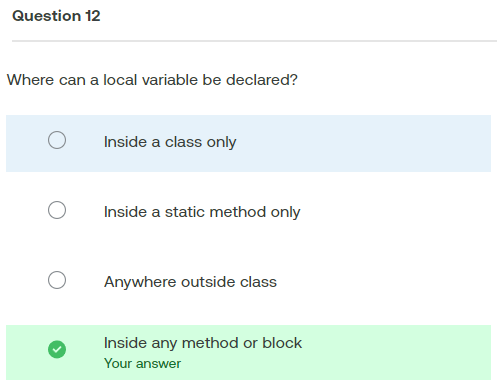 Question 12
Where can a local variable be declared?
Inside a class only
Inside a static method only
Anywhere outside class
Inside any method or block
Your answer